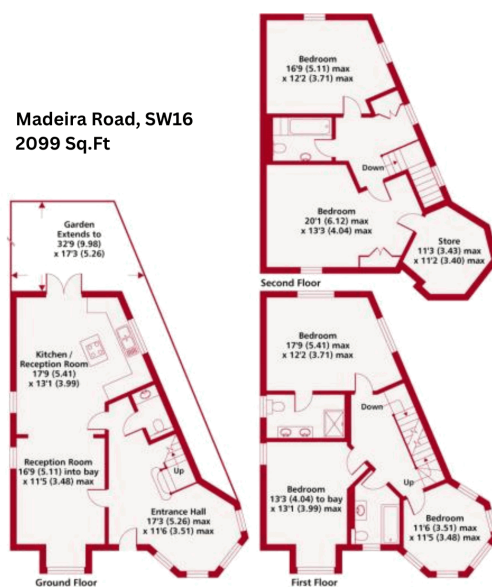 Madeira Road, SW16
2099 Sq.Ft
Garden
Extends to
32'9 (9.98)
x 17'3 (5.26)
Kitchen /
Reception Room
17'9 (5.41)
x 13'1 (3.99)
Reception Room
16'9 (5.11) into bay
x 11'5 (3.48) max
Up
Entrance Hall
17'3 (5.26) max
x 11'6 (3.51) max
Ground Floor
Bedroom
16'9 (5.11) max
x 12'2 (3.71) max
Down
Bedroom
20'1 (6.12) max
x 13'3 (4.04) max
Store
11'3 (3.43) max
x 11'2 (3.40) max
Second Floor
Bedroom
17'9 (5.41) max
x 12'2 (3.71) max
Down
Up
Bedroom
13'3 (4.04) to bay
x 13'1 (3.99) max
Bedroom
11'6 (3.51) max
x 11'5 (3.48) max
First Floor